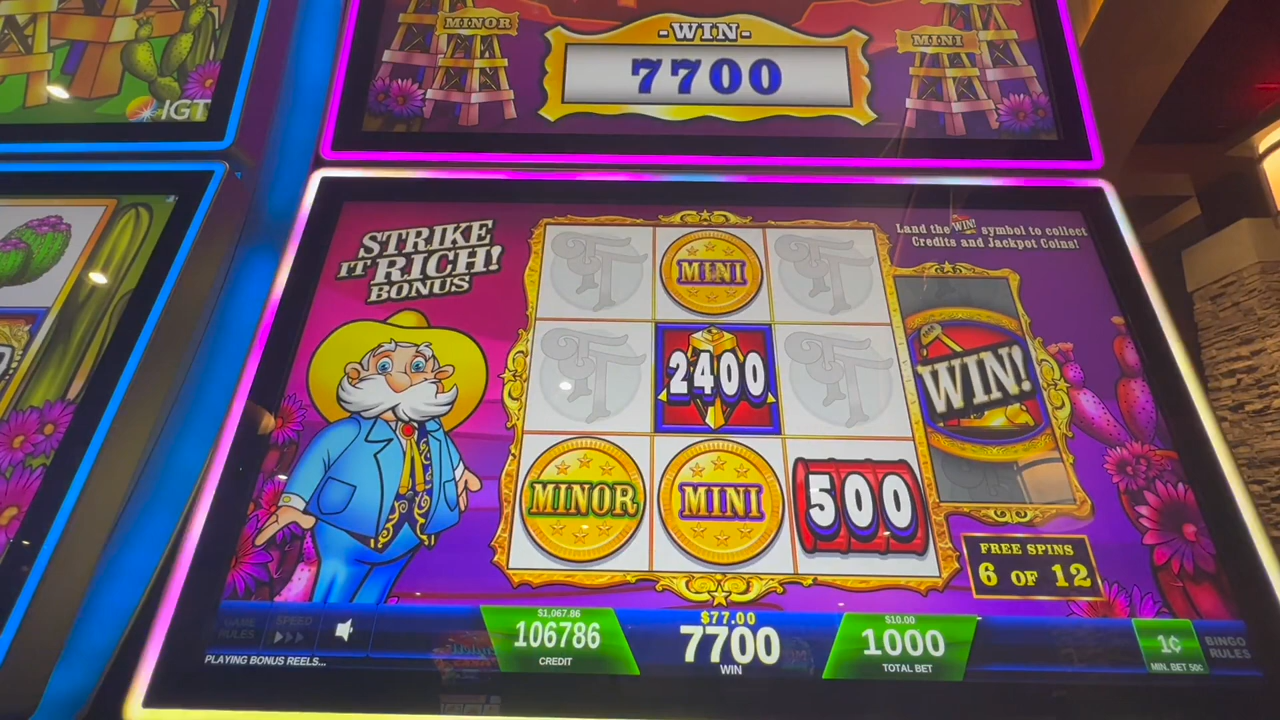 MINOR
-WIN-
7700
MINI
IGT
STRIKE
IT RICH!
BONUS
Land the WIN! symbol to collect
Credits and Jackpot Coins!
MINI
2400
WIN!
MINOR
MINI
500
FREE SPINS
6 OF 12
GAME
RULES
SPEED
$1,067.86
106786
CREDIT
$77.00
7700
WIN
$10.00
1000
TOTAL BET
1¢
MIN. BET 50¢
BINGO
RULES
PLAYING BONUS REELS...